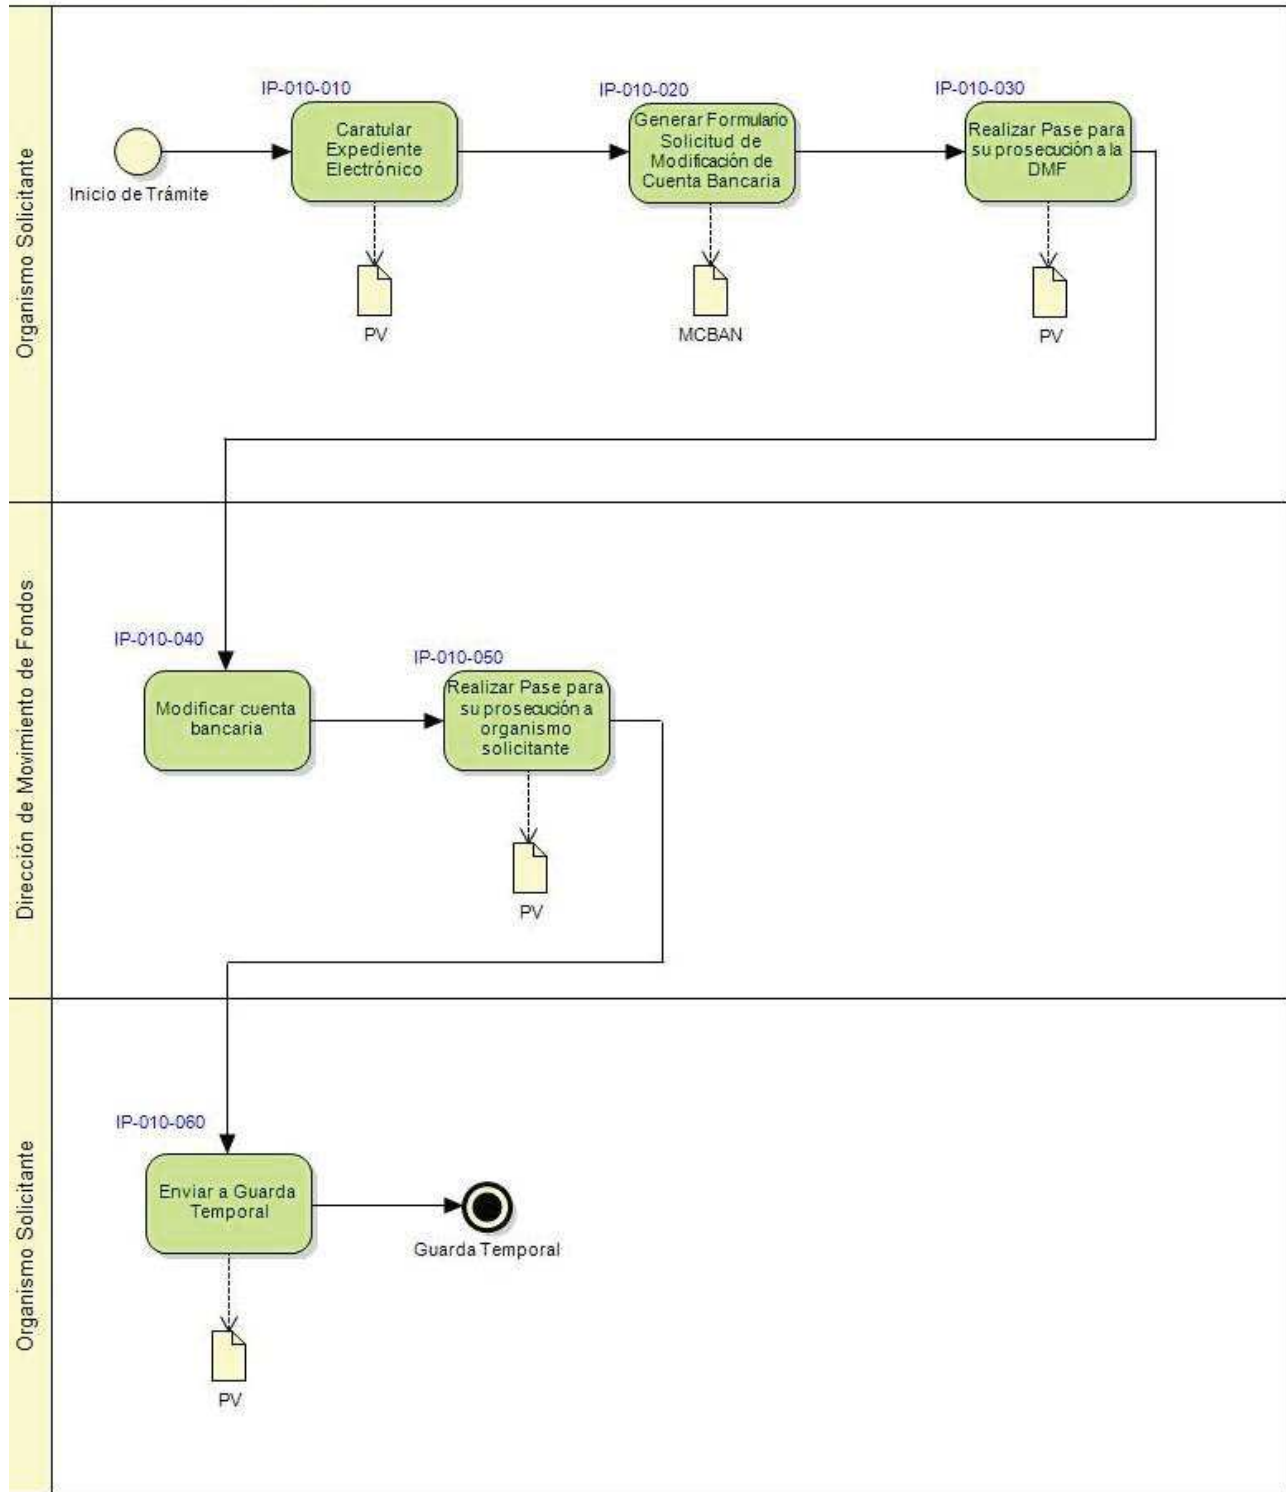 Organismo Solicitante
IP-010-010
IP-010-020
IP-010-030
Inicio de Trámite
Caratular
Expediente
Electrónico
Generar Formulario
Solicitud de
Modificación de
Cuenta Bancaria
Realizar Pase para
su prosecución a la
DMF
PV
MCBAN
PV
Dirección de Movimiento de Fondos
IP-010-040
IP-010-050
Modificar cuenta
bancaria
Realizar Pase para
su prosecución a
organismo
solicitante
PV
Organismo Solicitante
IP-010-060
Enviar a Guarda
Temporal
Guarda Temporal
PV